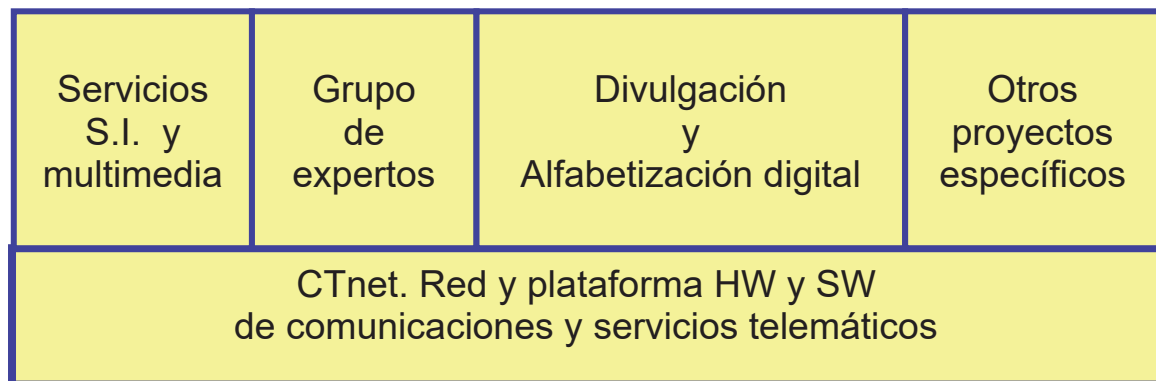 Servicios
S.I. y
multimedia
Grupo
de
expertos
Divulgación
y
Alfabetización digital
Otros
proyectos
específicos
CTnet. Red y plataforma HW y SW
de comunicaciones y servicios telemáticos